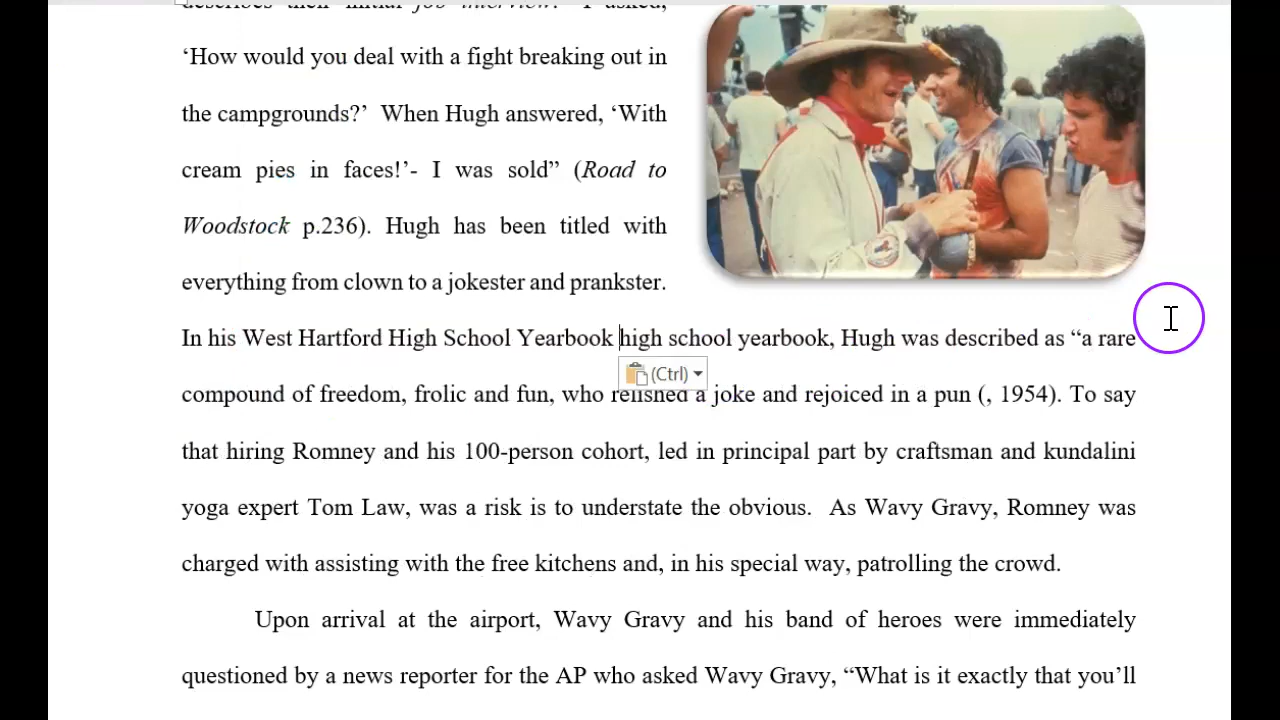 describes their initial job interview: “I asked,
‘How would you deal with a fight breaking out in
the campgrounds?’  When Hugh answered, ‘With
cream pies in faces!’- I was sold” (Road to
Woodstock p.236). Hugh has been titled with
everything from clown to a jokester and prankster.
In his West Hartford High School Yearbook high school yearbook, Hugh was described as “a rare
(Ctrl)
compound of freedom, frolic and fun, who relished a joke and rejoiced in a pun (, 1954). To say
that hiring Romney and his 100-person cohort, led in principal part by craftsman and kundalini
yoga expert Tom Law, was a risk is to understate the obvious.  As Wavy Gravy, Romney was
charged with assisting with the free kitchens and, in his special way, patrolling the crowd.
Upon arrival at the airport, Wavy Gravy and his band of heroes were immediately
questioned by a news reporter for the AP who asked Wavy Gravy, “What is it exactly that you’ll